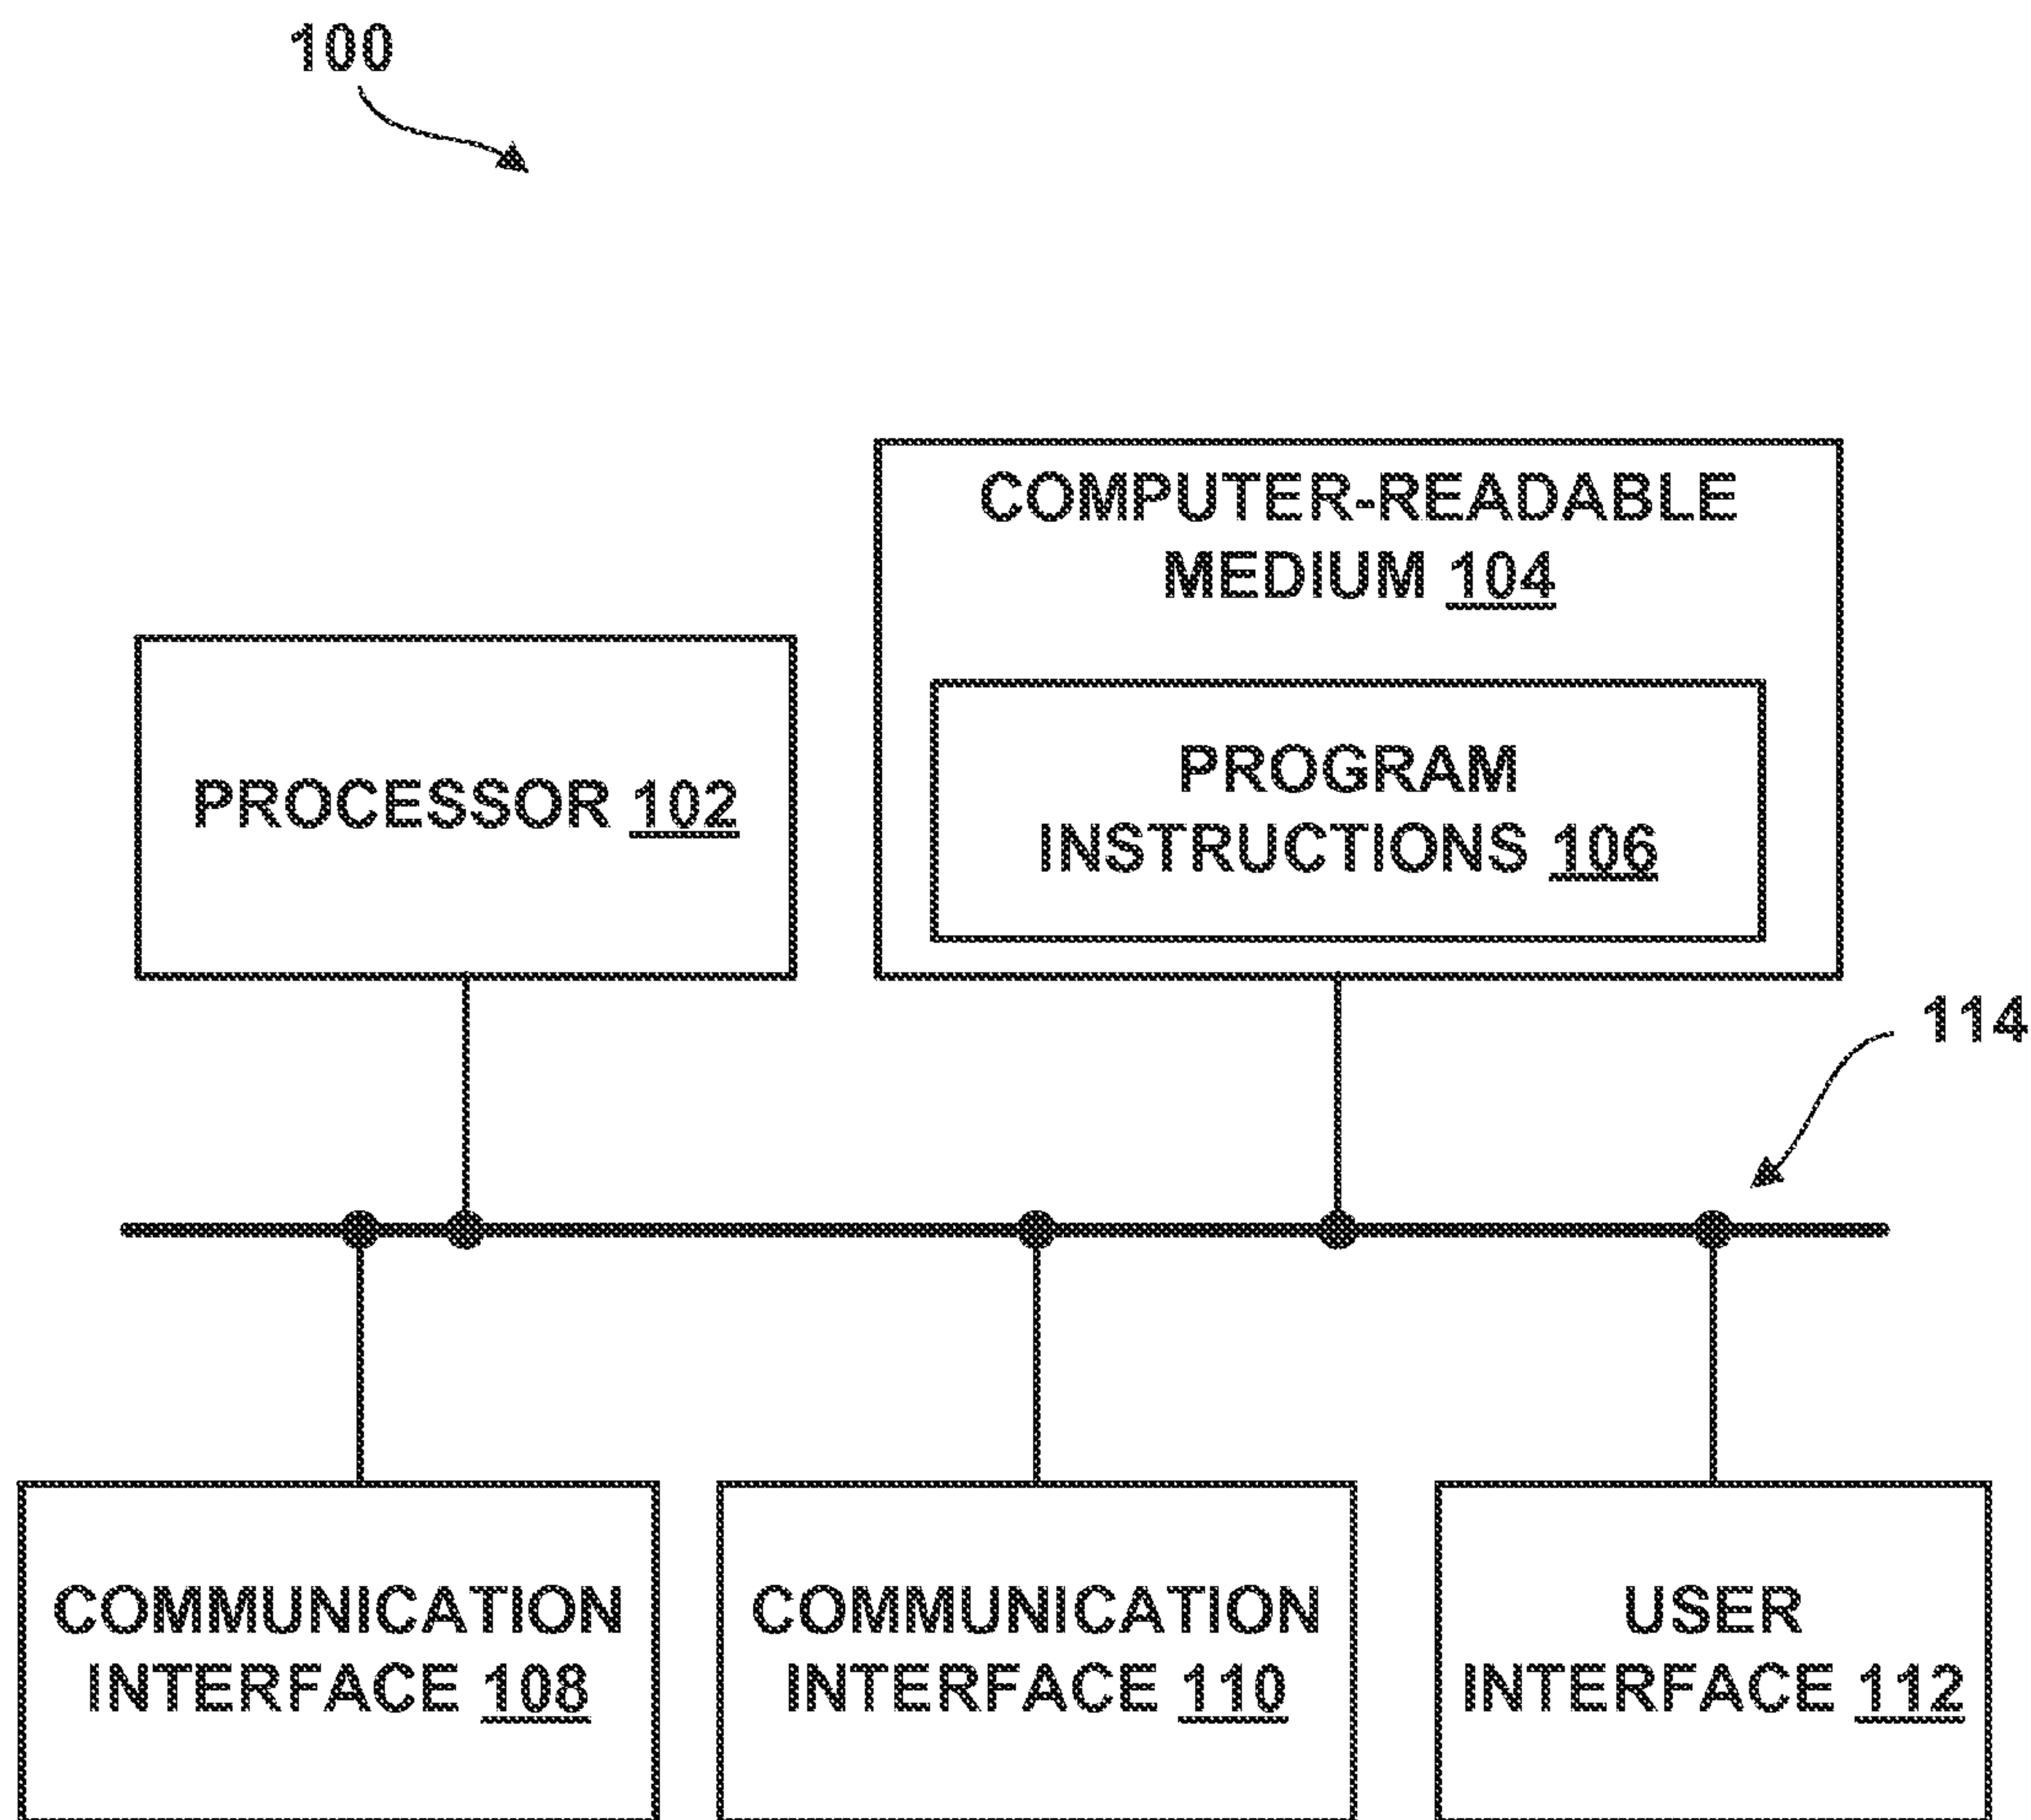 100
COMPUTER-READABLE
MEDIUM 104
PROCESSOR 102
PROGRAM
INSTRUCTIONS 106
114
COMMUNICATION
INTERFACE 108
COMMUNICATION
INTERFACE 110
USER
INTERFACE 112